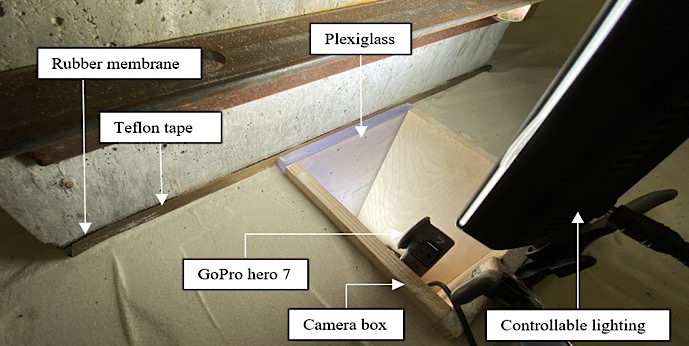 Plexiglass
Rubber membrane
Teflon tape
GoPro hero 7
Camera box
Controllable lighting